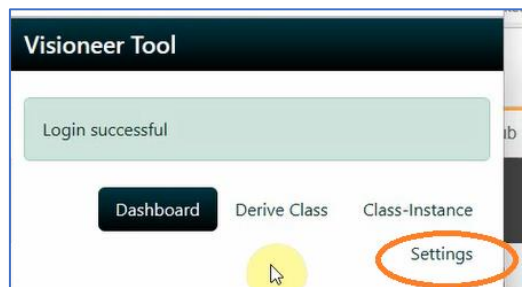 Visioneer Tool
Login successful
Dashboard Derive Class Class-Instance
Settings